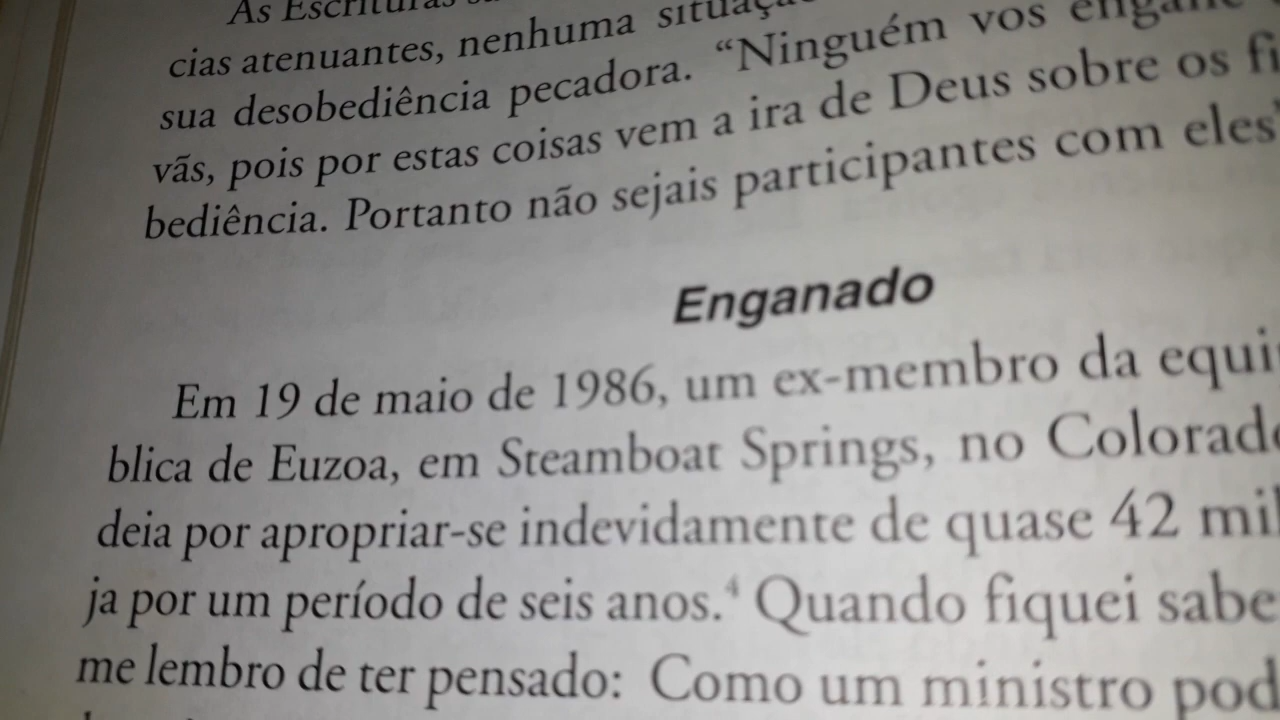 As Escrituras
cias atenuantes, nenhuma
sua desobediência pecadora. “Ninguém vos
vãs, pois por estas coisas vem a ira de Deus sobre os
bediência. Portanto não sejais participantes com eles
Enganado
Em 19 de maio de 1986, um ex-membro da
blica de Euzoa, em Steamboat Springs, no
deia por apropriar-se indevidamente de quase 42
ja por um período de seis anos.⁴ Quando fiquei
me lembro de ter pensado: Como um ministro